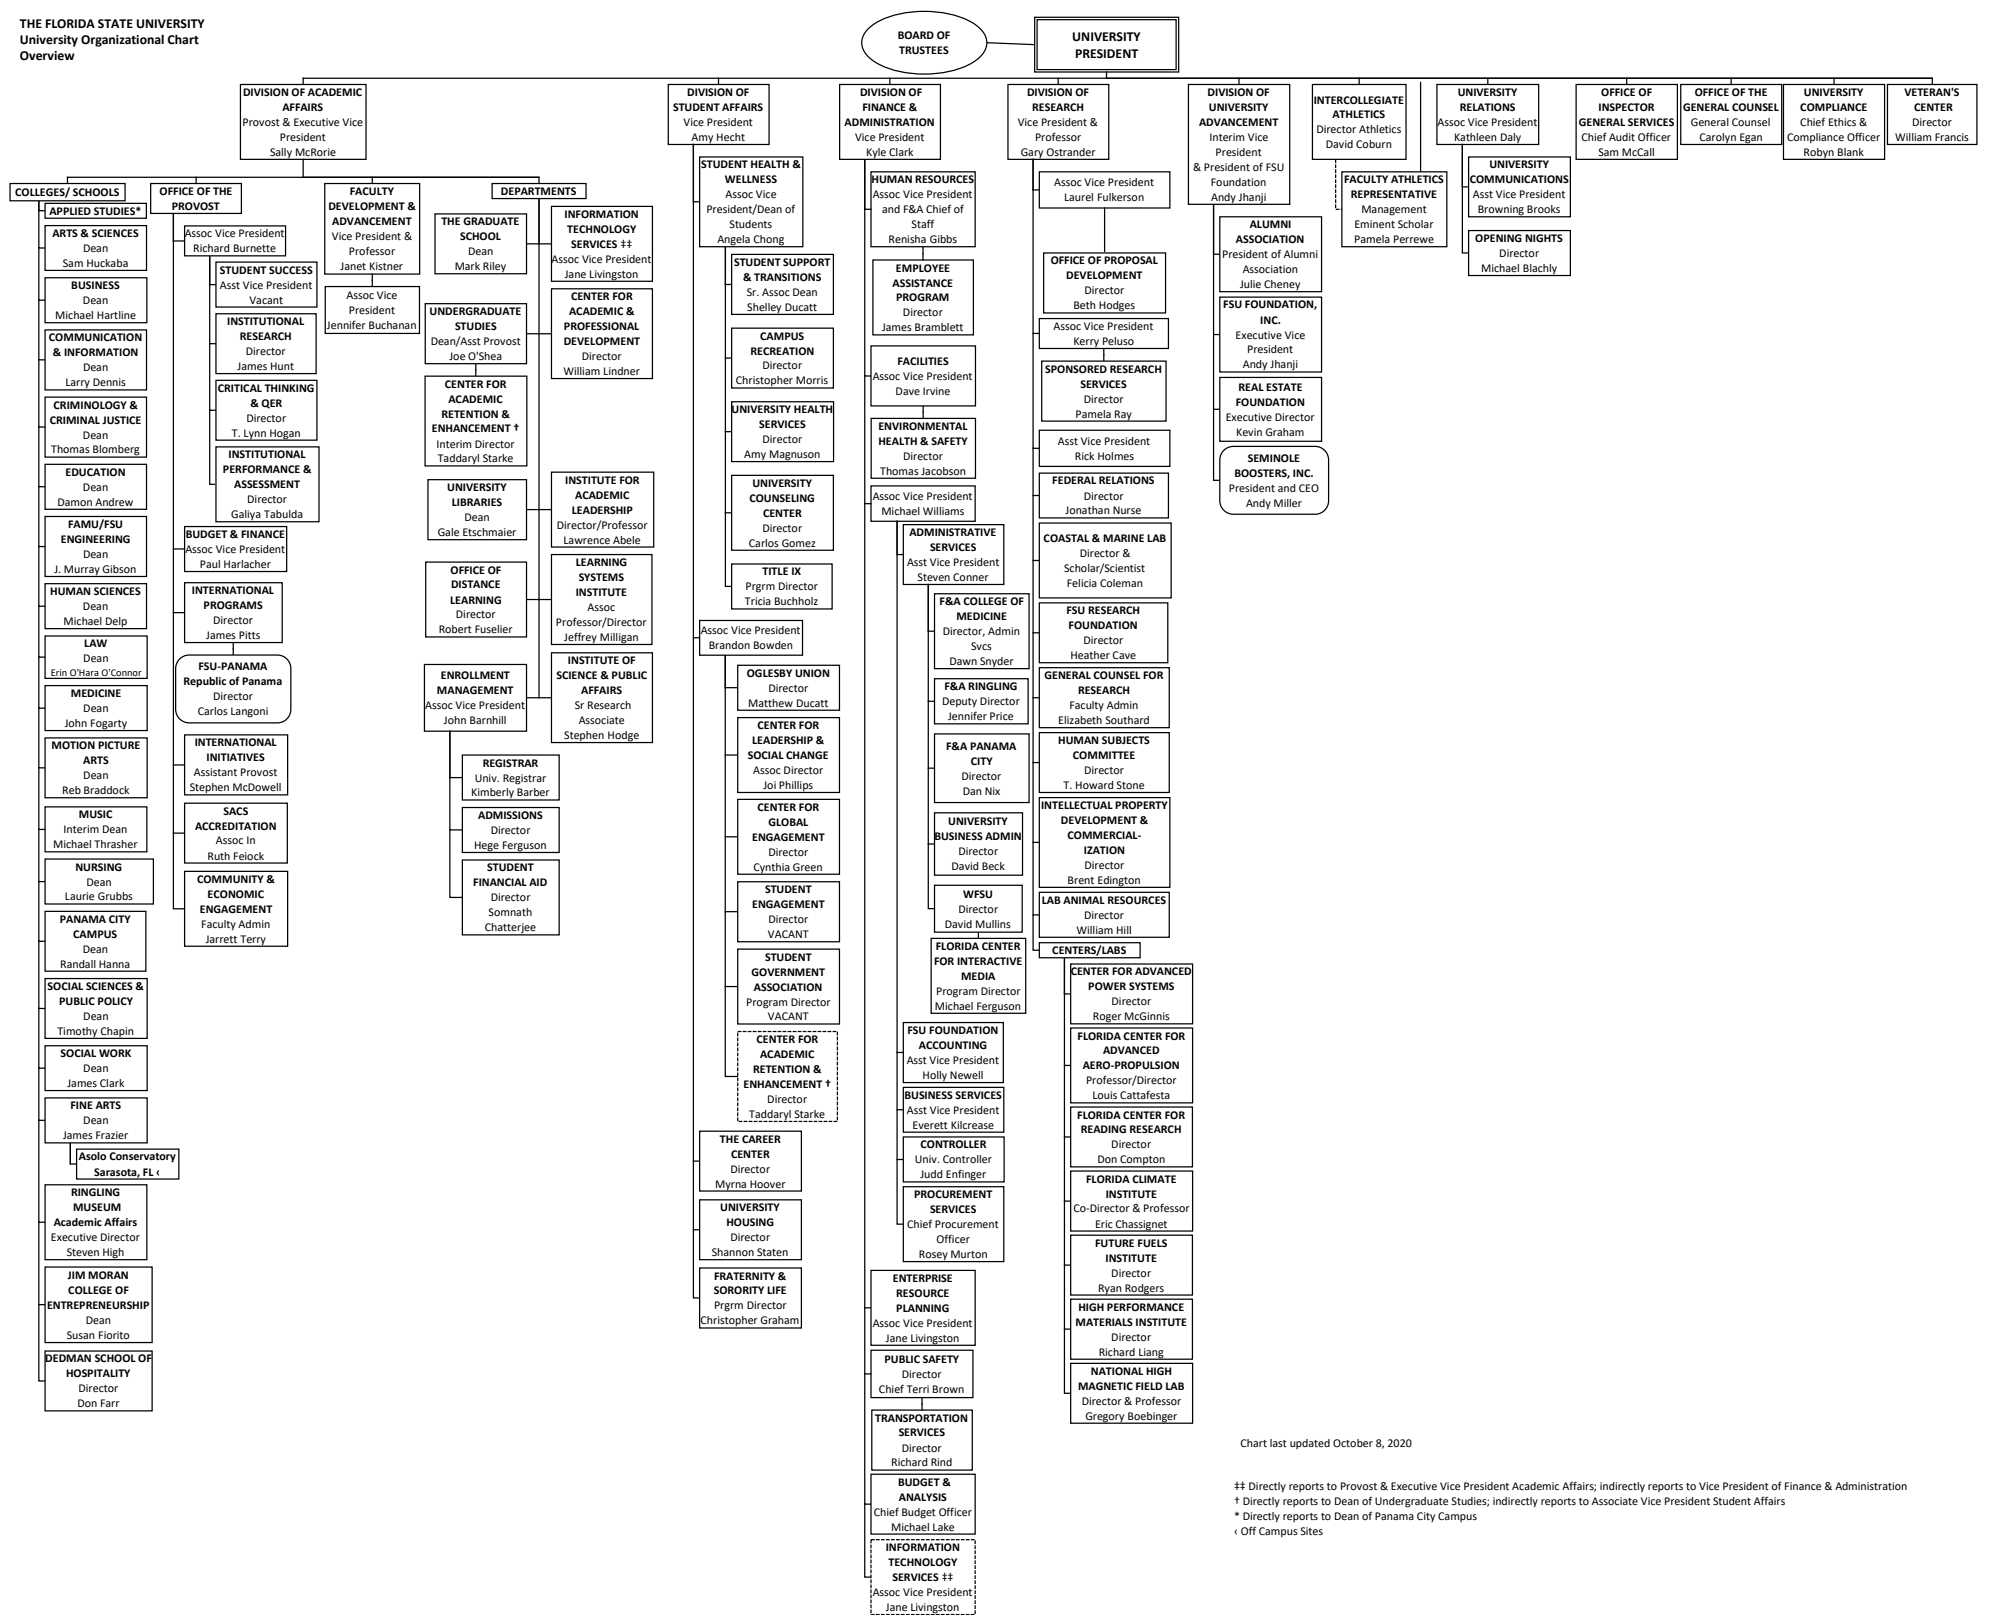 THE FLORIDA STATE UNIVERSITY
University Organizational Chart
Overview
BOARD OF
TRUSTEES
UNIVERSITY
PRESIDENT
DIVISION OF ACADEMIC
AFFAIRS
Provost & Executive Vice
President
Sally McRorie
COLLEGES/ SCHOOLS
APPLIED STUDIES*
ARTS & SCIENCES
Dean
Sam Huckaba
BUSINESS
Dean
Michael Hartline
COMMUNICATION
& INFORMATION
Dean
Larry Dennis
CRIMINOLOGY &
CRIMINAL JUSTICE
Dean
Thomas Blomberg
EDUCATION
Dean
Damon Andrew
FAMU/FSU
ENGINEERING
Dean
J. Murray Gibson
HUMAN SCIENCES
Dean
Michael Delp
LAW
Dean
Erin O'Hara O'Connor
MEDICINE
Dean
John Fogarty
MOTION PICTURE
ARTS
Dean
Reb Braddock
MUSIC
Interim Dean
Michael Thrasher
NURSING
Dean
Laurie Grubbs
PANAMA CITY
CAMPUS
Dean
Randall Hanna
SOCIAL SCIENCES &
PUBLIC POLICY
Dean
Timothy Chapin
SOCIAL WORK
Dean
James Clark
FINE ARTS
Dean
James Frazier
Asolo Conservatory
Sarasota, FL ‹
RINGLING
MUSEUM
Academic Affairs
Executive Director
Steven High
JIM MORAN
COLLEGE OF
ENTREPRENEURSHIP
Dean
Susan Fiorito
DEDMAN SCHOOL OF
HOSPITALITY
Director
Don Farr
OFFICE OF THE
PROVOST
Assoc Vice President
Richard Burnette
STUDENT SUCCESS
Asst Vice President
Vacant
INSTITUTIONAL
RESEARCH
Director
James Hunt
CRITICAL THINKING
& QER
Director
T. Lynn Hogan
INSTITUTIONAL
PERFORMANCE &
ASSESSMENT
Director
Galiya Tabulda
BUDGET & FINANCE
Assoc Vice President
Paul Harlacher
INTERNATIONAL
PROGRAMS
Director
James Pitts
FSU-PANAMA
Republic of Panama
Director
Carlos Langoni
INTERNATIONAL
INITIATIVES
Assistant Provost
Stephen McDowell
SACS
ACCREDITATION
Assoc In
Ruth Feiock
COMMUNITY &
ECONOMIC
ENGAGEMENT
Faculty Admin
Jarrett Terry
FACULTY
DEVELOPMENT &
ADVANCEMENT
Vice President &
Professor
Janet Kistner
Assoc Vice
President
Jennifer Buchanan
DEPARTMENTS
THE GRADUATE
SCHOOL
Dean
Mark Riley
INFORMATION
TECHNOLOGY
SERVICES ‡‡
Assoc Vice President
Jane Livingston
UNDERGRADUATE
STUDIES
Dean/Asst Provost
Joe O'Shea
CENTER FOR
ACADEMIC &
PROFESSIONAL
DEVELOPMENT
Director
William Lindner
CENTER FOR
ACADEMIC
RETENTION &
ENHANCEMENT †
Interim Director
Taddaryl Starke
UNIVERSITY
LIBRARIES
Dean
Gale Etschmaier
INSTITUTE FOR
ACADEMIC
LEADERSHIP
Director/Professor
Lawrence Abele
OFFICE OF
DISTANCE
LEARNING
Director
Robert Fuselier
LEARNING
SYSTEMS
INSTITUTE
Assoc
Professor/Director
Jeffrey Milligan
ENROLLMENT
MANAGEMENT
Assoc Vice President
John Barnhill
INSTITUTE OF
SCIENCE & PUBLIC
AFFAIRS
Sr Research
Associate
Stephen Hodge
REGISTRAR
Univ. Registrar
Kimberly Barber
ADMISSIONS
Director
Hege Ferguson
STUDENT
FINANCIAL AID
Director
Somnath
Chatterjee
DIVISION OF
STUDENT AFFAIRS
Vice President
Amy Hecht
STUDENT HEALTH &
WELLNESS
Assoc Vice
President/Dean of
Students
Angela Chong
STUDENT SUPPORT
& TRANSITIONS
Sr. Assoc Dean
Shelley Ducatt
CAMPUS
RECREATION
Director
Christopher Morris
UNIVERSITY HEALTH
SERVICES
Director
Amy Magnuson
UNIVERSITY
COUNSELING
CENTER
Director
Carlos Gomez
TITLE IX
Prgrm Director
Tricia Buchholz
Assoc Vice President
Brandon Bowden
OGLESBY UNION
Director
Matthew Ducatt
CENTER FOR
LEADERSHIP &
SOCIAL CHANGE
Assoc Director
Joi Phillips
CENTER FOR
GLOBAL
ENGAGEMENT
Director
Cynthia Green
STUDENT
ENGAGEMENT
Director
VACANT
STUDENT
GOVERNMENT
ASSOCIATION
Program Director
VACANT
CENTER FOR
ACADEMIC
RETENTION &
ENHANCEMENT †
Director
Taddaryl Starke
THE CAREER
CENTER
Director
Myrna Hoover
UNIVERSITY
HOUSING
Director
Shannon Staten
FRATERNITY &
SORORITY LIFE
Prgrm Director
Christopher Graham
DIVISION OF
FINANCE &
ADMINISTRATION
Vice President
Kyle Clark
HUMAN RESOURCES
Assoc Vice President
and F&A Chief of
Staff
Renisha Gibbs
EMPLOYEE
ASSISTANCE
PROGRAM
Director
James Bramblett
FACILITIES
Assoc Vice President
Dave Irvine
ENVIRONMENTAL
HEALTH & SAFETY
Director
Thomas Jacobson
Assoc Vice President
Michael Williams
ADMINISTRATIVE
SERVICES
Asst Vice President
Steven Conner
F&A COLLEGE OF
MEDICINE
Director, Admin
Svcs
Dawn Snyder
F&A RINGLING
Deputy Director
Jennifer Price
F&A PANAMA
CITY
Director
Dan Nix
UNIVERSITY
BUSINESS ADMIN
Director
David Beck
WFSU
Director
David Mullins
FLORIDA CENTER
FOR INTERACTIVE
MEDIA
Program Director
Michael Ferguson
FSU FOUNDATION
ACCOUNTING
Asst Vice President
Holly Newell
BUSINESS SERVICES
Asst Vice President
Everett Kilcrease
CONTROLLER
Univ. Controller
Judd Enfinger
PROCUREMENT
SERVICES
Chief Procurement
Officer
Rosey Murton
ENTERPRISE
RESOURCE
PLANNING
Assoc Vice President
Jane Livingston
PUBLIC SAFETY
Director
Chief Terri Brown
TRANSPORTATION
SERVICES
Director
Richard Rind
BUDGET &
ANALYSIS
Chief Budget Officer
Michael Lake
INFORMATION
TECHNOLOGY
SERVICES ‡‡
Assoc Vice President
Jane Livingston
DIVISION OF
RESEARCH
Vice President &
Professor
Gary Ostrander
Assoc Vice President
Laurel Fulkerson
OFFICE OF PROPOSAL
DEVELOPMENT
Director
Beth Hodges
Assoc Vice President
Kerry Peluso
SPONSORED RESEARCH
SERVICES
Director
Pamela Ray
Asst Vice President
Rick Holmes
FEDERAL RELATIONS
Director
Jonathan Nurse
COASTAL & MARINE LAB
Director &
Scholar/Scientist
Felicia Coleman
FSU RESEARCH
FOUNDATION
Director
Heather Cave
GENERAL COUNSEL FOR
RESEARCH
Faculty Admin
Elizabeth Southard
HUMAN SUBJECTS
COMMITTEE
Director
T. Howard Stone
INTELLECTUAL PROPERTY
DEVELOPMENT &
COMMERCIAL-
IZATION
Director
Brent Edington
LAB ANIMAL RESOURCES
Director
William Hill
CENTERS/LABS
CENTER FOR ADVANCED
POWER SYSTEMS
Director
Roger McGinnis
FLORIDA CENTER FOR
ADVANCED
AERO-PROPULSION
Professor/Director
Louis Cattafesta
FLORIDA CENTER FOR
READING RESEARCH
Director
Don Compton
FLORIDA CLIMATE
INSTITUTE
Co-Director & Professor
Eric Chassignet
FUTURE FUELS
INSTITUTE
Director
Ryan Rodgers
HIGH PERFORMANCE
MATERIALS INSTITUTE
Director
Richard Liang
NATIONAL HIGH
MAGNETIC FIELD LAB
Director & Professor
Gregory Boebinger
DIVISION OF
UNIVERSITY
ADVANCEMENT
Interim Vice
President
& President of FSU
Foundation
Andy Jhanji
ALUMNI
ASSOCIATION
President of Alumni
Association
Julie Cheney
FSU FOUNDATION,
INC.
Executive Vice
President
Andy Jhanji
REAL ESTATE
FOUNDATION
Executive Director
Kevin Graham
SEMINOLE
BOOSTERS, INC.
President and CEO
Andy Miller
INTERCOLLEGIATE
ATHLETICS
Director Athletics
David Coburn
FACULTY ATHLETICS
REPRESENTATIVE
Management
Eminent Scholar
Pamela Perrewe
UNIVERSITY
RELATIONS
Assoc Vice President
Kathleen Daly
UNIVERSITY
COMMUNICATIONS
Asst Vice President
Browning Brooks
OPENING NIGHTS
Director
Michael Blachly
OFFICE OF
INSPECTOR
GENERAL SERVICES
Chief Audit Officer
Sam McCall
OFFICE OF THE
GENERAL COUNSEL
General Counsel
Carolyn Egan
UNIVERSITY
COMPLIANCE
Chief Ethics &
Compliance Officer
Robyn Blank
VETERAN'S
CENTER
Director
William Francis
Chart last updated October 8, 2020
‡‡ Directly reports to Provost & Executive Vice President Academic Affairs; indirectly reports to Vice President of Finance & Administration
† Directly reports to Dean of Undergraduate Studies; indirectly reports to Associate Vice President Student Affairs
* Directly reports to Dean of Panama City Campus
‹ Off Campus Sites